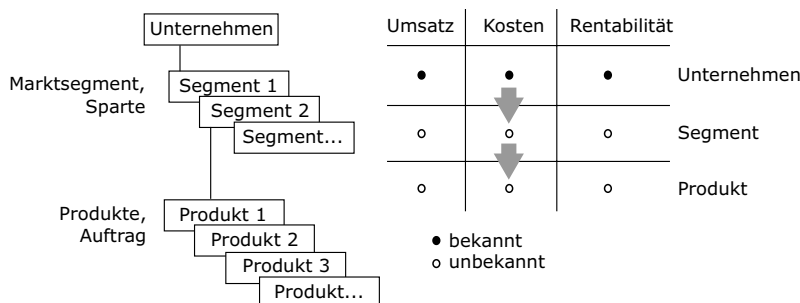 Unternehmen
Marktsegment,
Sparte
Segment 1
Segment 2
Segment...
Produkte,
Auftrag
Produkt 1
Produkt 2
Produkt 3
Produkt...
Umsatz Kosten Rentabilität
Unternehmen
Segment
Produkt
bekannt
unbekannt